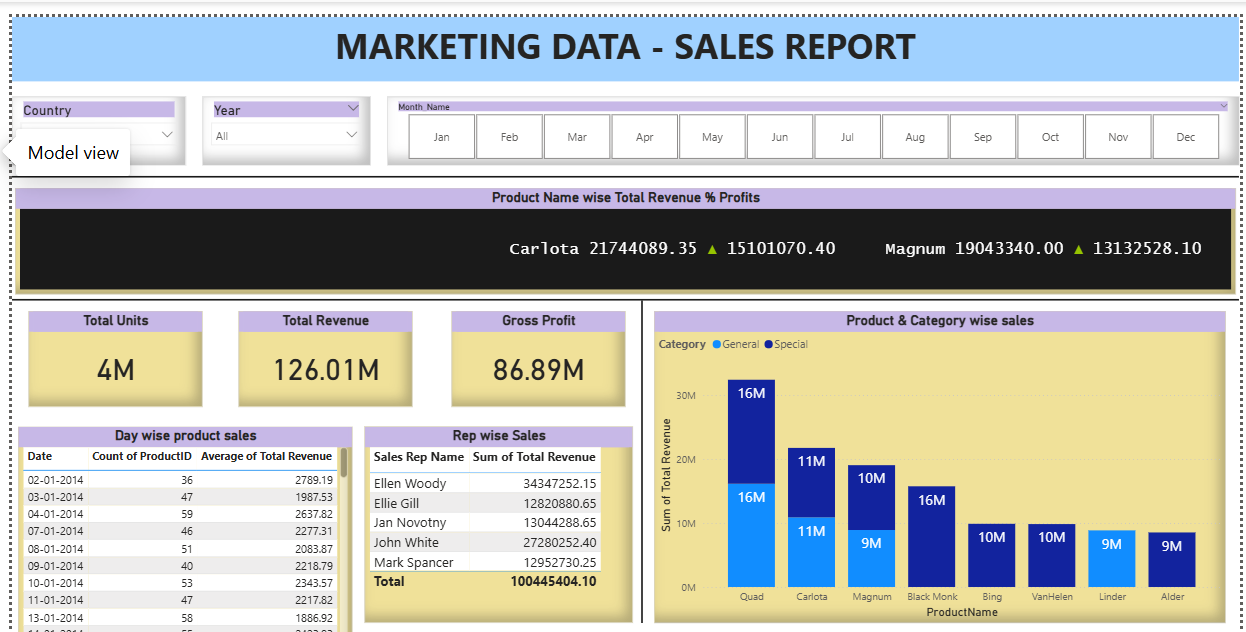 MARKETING DATA - SALES REPORT
Country
Year
All
Month_Name
Jan Feb Mar Apr May Jun Jul Aug Sep Oct Nov Dec
Model view
Product Name wise Total Revenue % Profits
Carlota 21744089.35 ▲ 15101070.40 Magnum 19043340.00 ▲ 13132528.10
Total Units
4M
Total Revenue
126.01M
Gross Profit
86.89M
Day wise product sales
Date Count of ProductID Average of Total Revenue
02-01-2014 36 2789.19
03-01-2014 47 1987.53
04-01-2014 59 2637.82
07-01-2014 46 2277.31
08-01-2014 51 2083.87
09-01-2014 40 2218.79
10-01-2014 53 2343.57
11-01-2014 47 2217.82
13-01-2014 58 1886.92
Rep wise Sales
Sales Rep Name Sum of Total Revenue
Ellen Woody 34347252.15
Ellie Gill 12820880.65
Jan Novotny 13044288.65
John White 27280252.40
Mark Spancer 12952730.25
Total 100445404.10
Product & Category wise sales
Category General Special
Sum of Total Revenue
30M
20M
10M
0M
16M 11M 10M 16M 10M 10M 9M 9M
16M 11M 9M
Quad Carlota Magnum Black Monk Bing VanHelen Linder Alder
ProductName